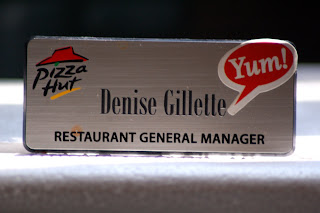 Pizza
Hut
Yum!
Denise Gillette
RESTAURANT GENERAL MANAGER